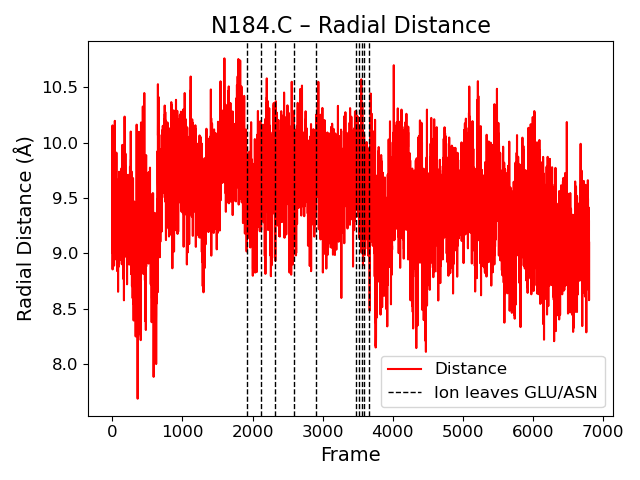 N184.C – Radial Distance
Radial Distance (Å)
10.5
10.0
9.5
9.0
8.5
8.0
Distance
Ion leaves GLU/ASN
0 1000 2000 3000 4000 5000 6000 7000
Frame